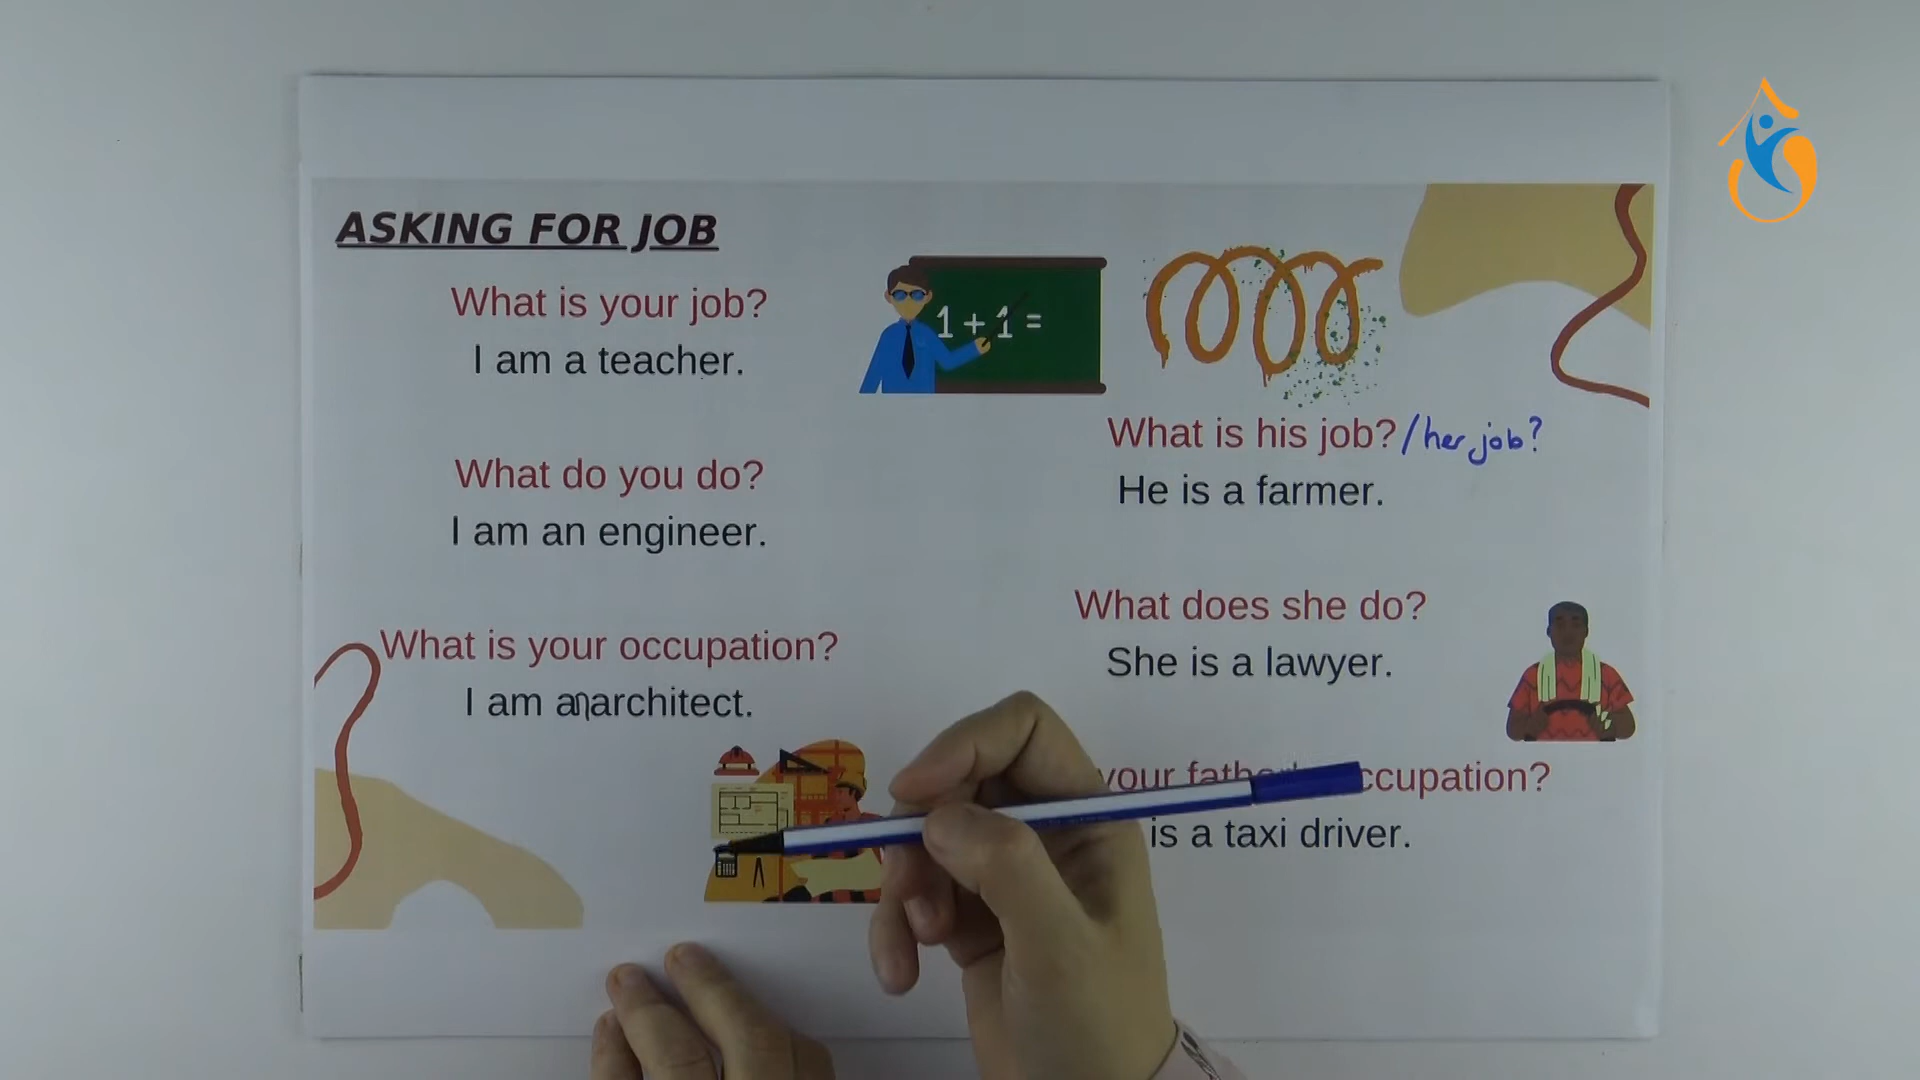 ASKING FOR JOB
What is your job?
I am a teacher.
1 + 1 =
What do you do?
I am an engineer.
What is your occupation?
I am an architect.
What is his job? / her job?
He is a farmer.
What does she do?
She is a lawyer.
your occupation?
is a taxi driver.